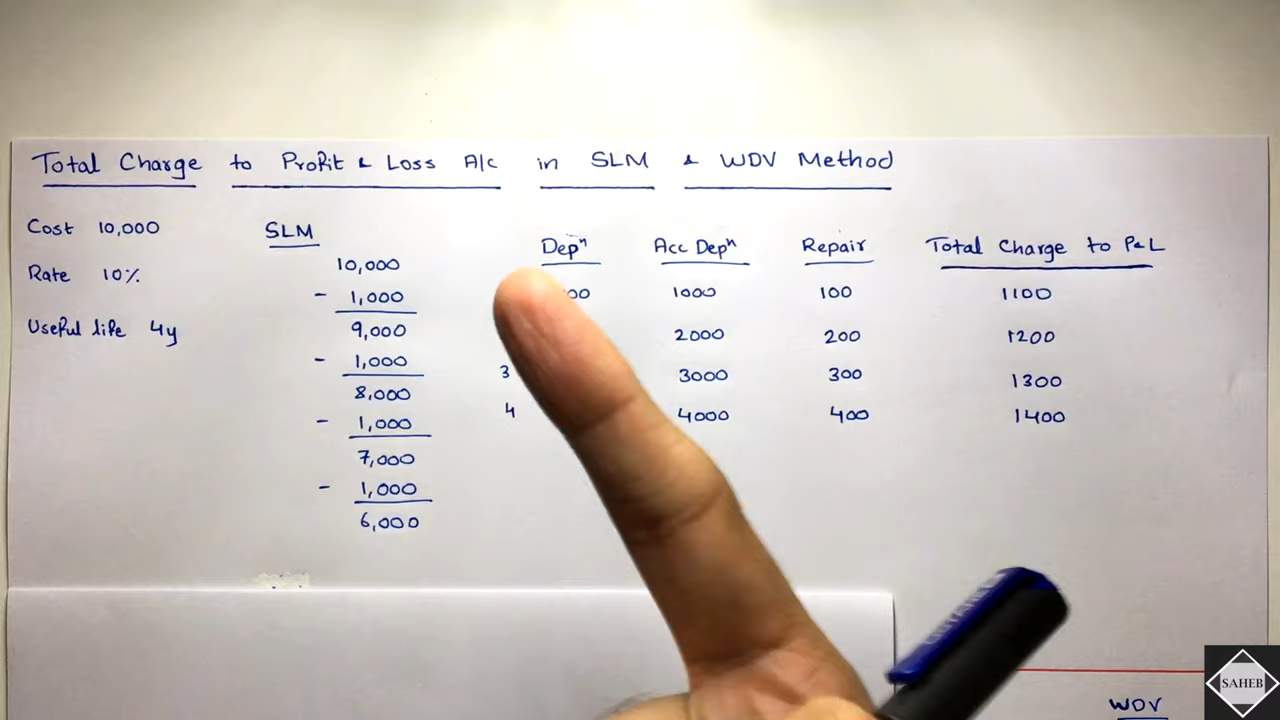 Total Charge to Profit & Loss A/c in SLM & WDV Method
Cost 10,000
Rate 10%
Useful life 4y
SLM
10,000
- 1,000
9,000
- 1,000
8,000
- 1,000
7,000
- 1,000
6,000
Depⁿ Acc Depⁿ Repair Total Charge to P&L
1000 100 1100
2000 200 1200
3 3000 300 1300
4 4000 400 1400
WDV
SAHEB